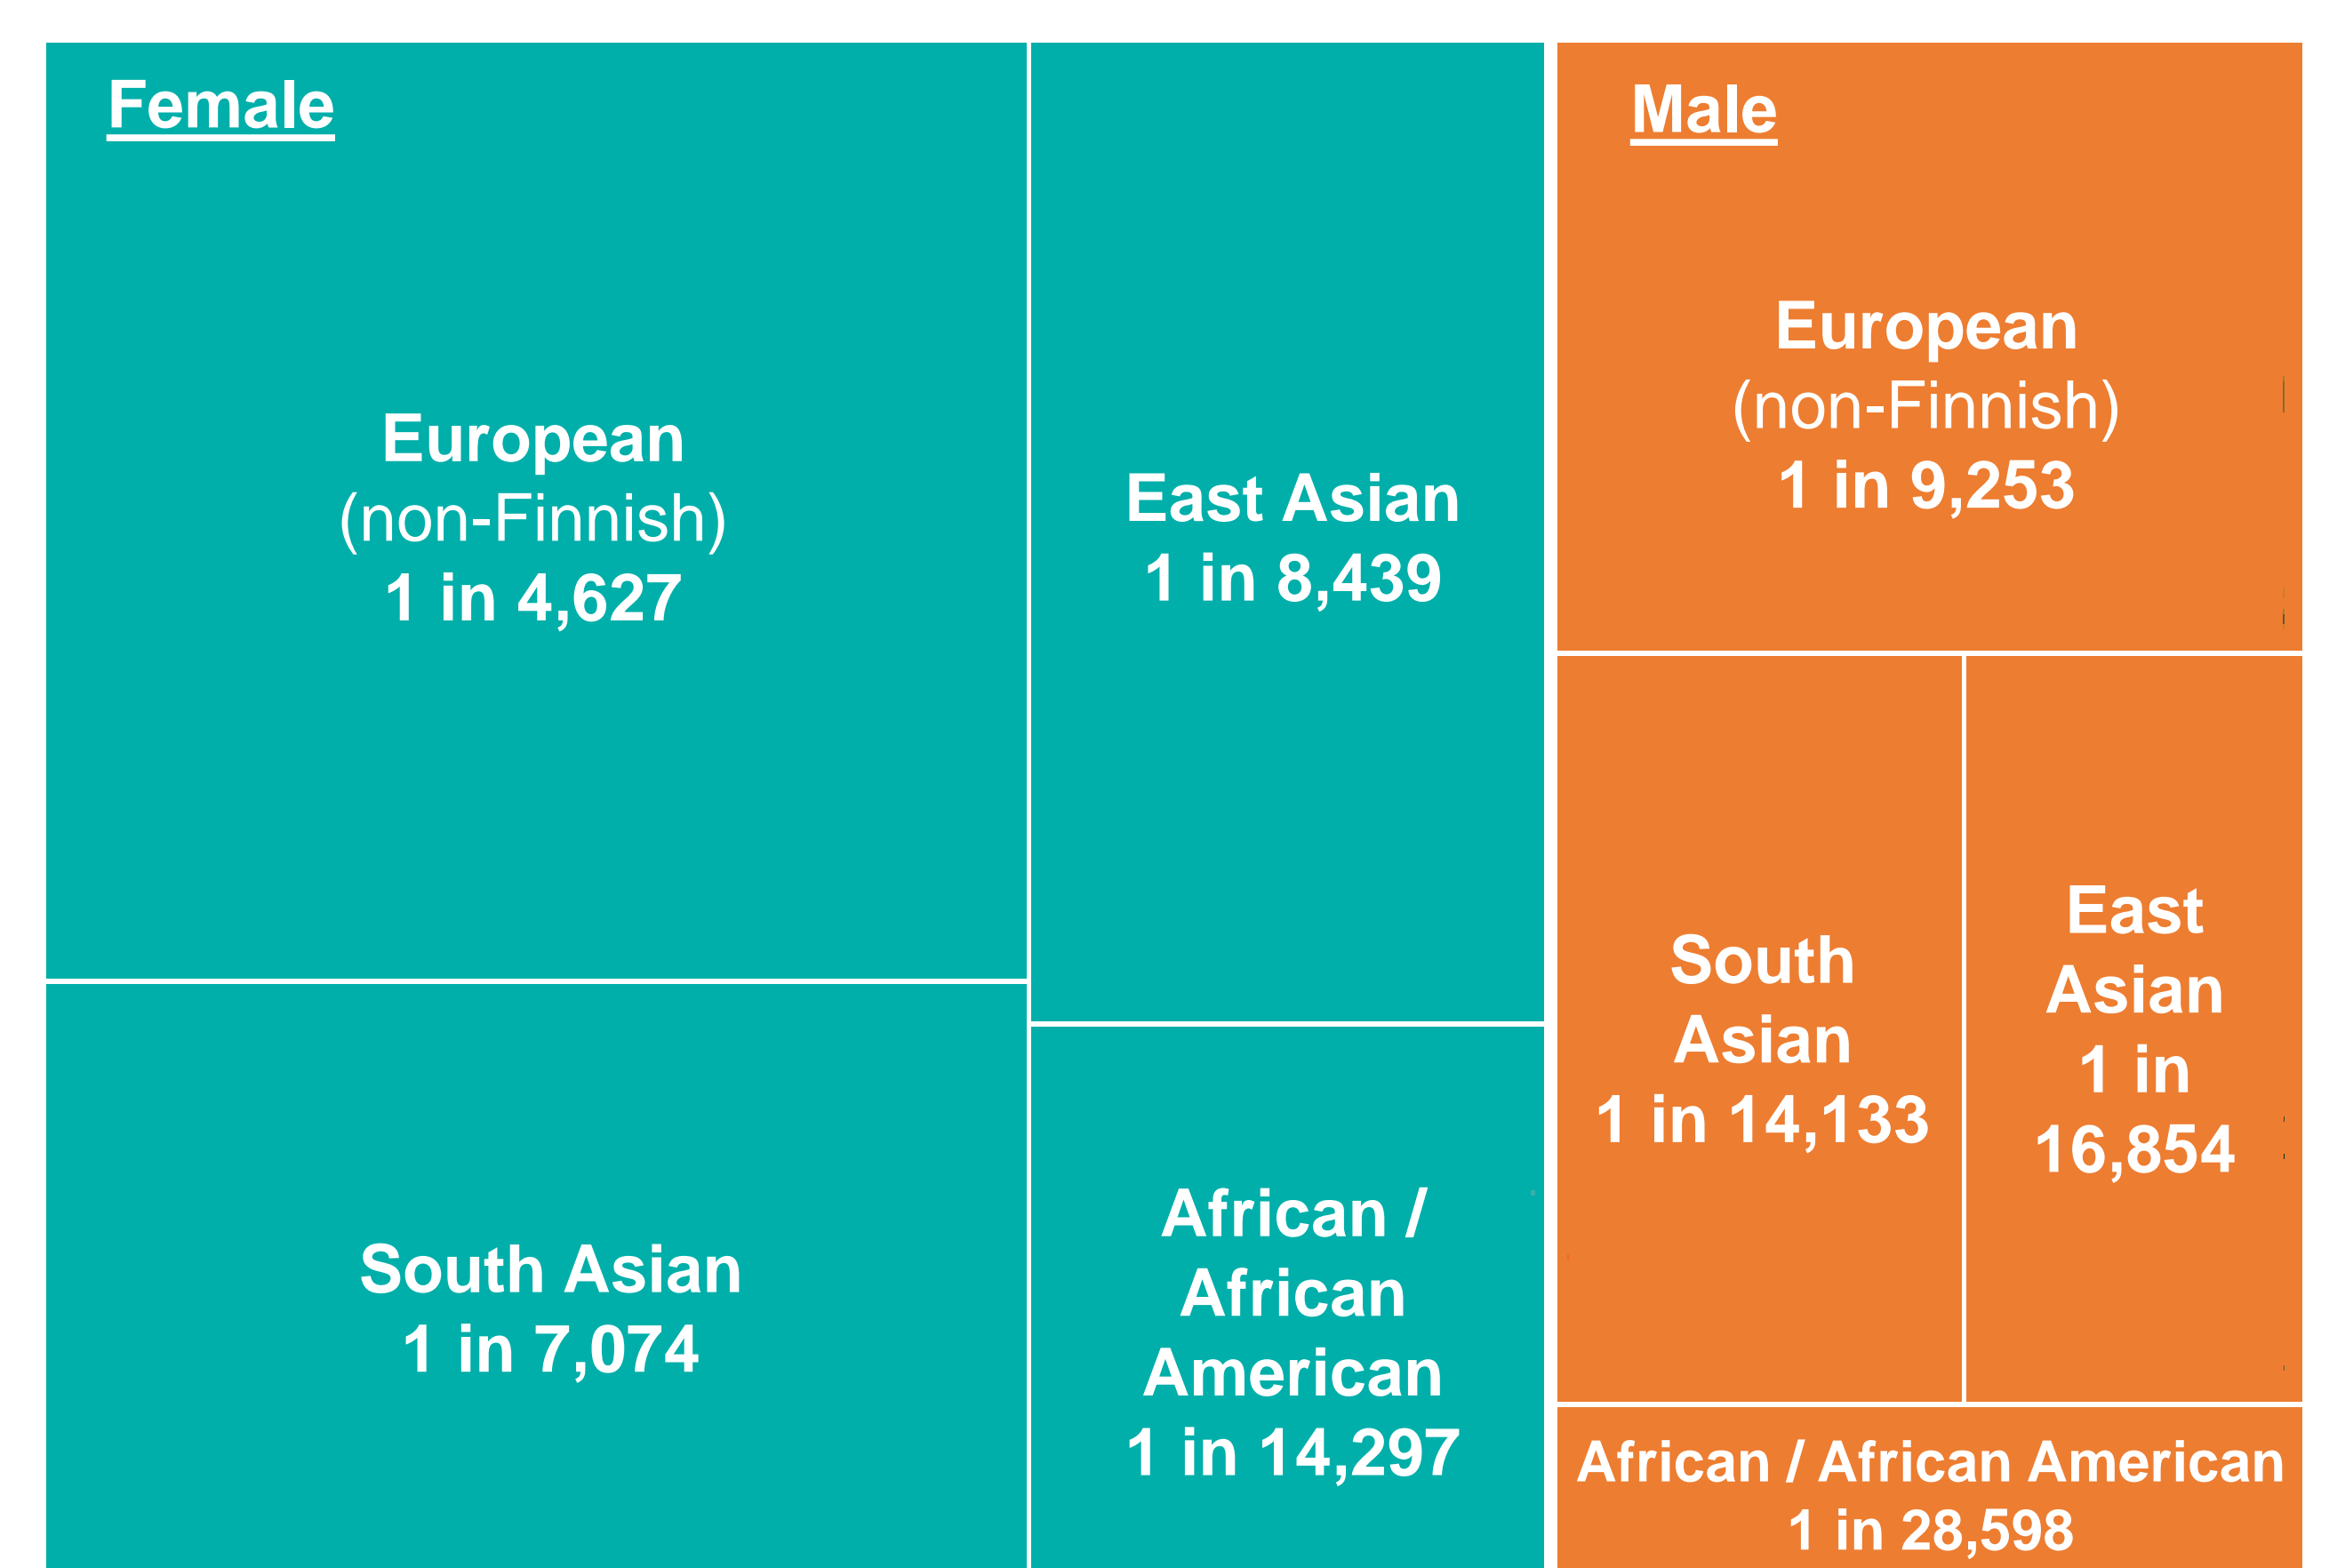 Female
European
(non-Finnish)
1 in 4,627
East Asian
1 in 8,439
South Asian
1 in 7,074
African /
African
American
1 in 14,297
Male
European
(non-Finnish)
1 in 9,253
South
Asian
1 in 14,133
East
Asian
1 in
16,854
African / African American
1 in 28,598